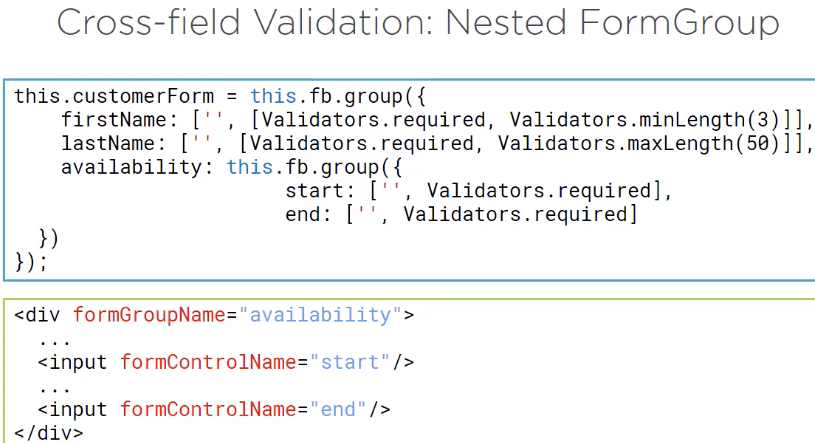 Cross-field Validation: Nested FormGroup
this.customerForm = this.fb.group({
    firstName: ['', [Validators.required, Validators.minLength(3)]],
    lastName: ['', [Validators.required, Validators.maxLength(50)]],
    availability: this.fb.group({
                       start: ['', Validators.required],
                       end: ['', Validators.required]
  })
});
<div formGroupName="availability">
  ...
  <input formControlName="start"/>
  ...
  <input formControlName="end"/>
</div>